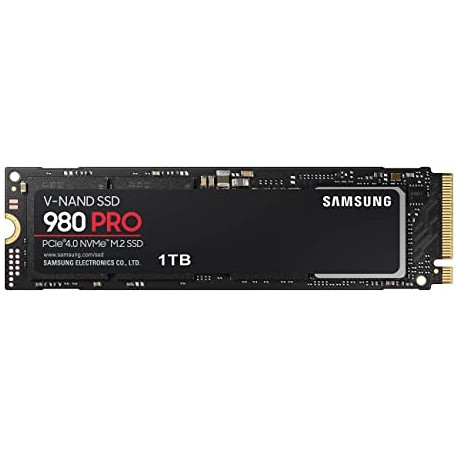 V-NAND SSD
980 PRO
PCIe® 4.0 NVMe™ M.2 SSD
www.samsung.com/ssd
SAMSUNG ELECTRONICS CO., LTD.
1TB
SAMSUNG